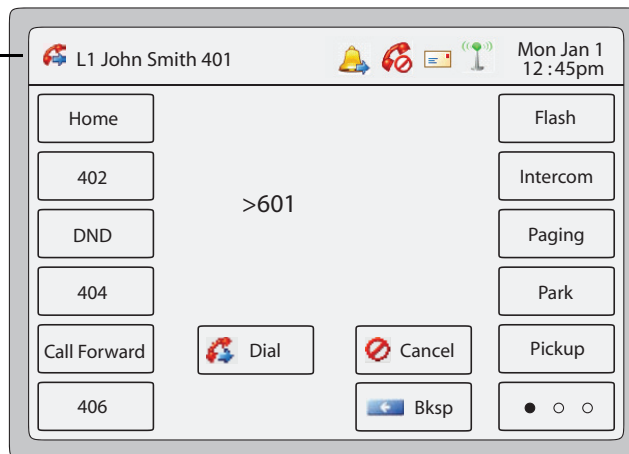 L1 John Smith 401
Mon Jan 1
12:45pm
Home
Flash
402
Intercom
>601
DND
Paging
404
Park
Call Forward
Dial
Cancel
Pickup
406
Bksp